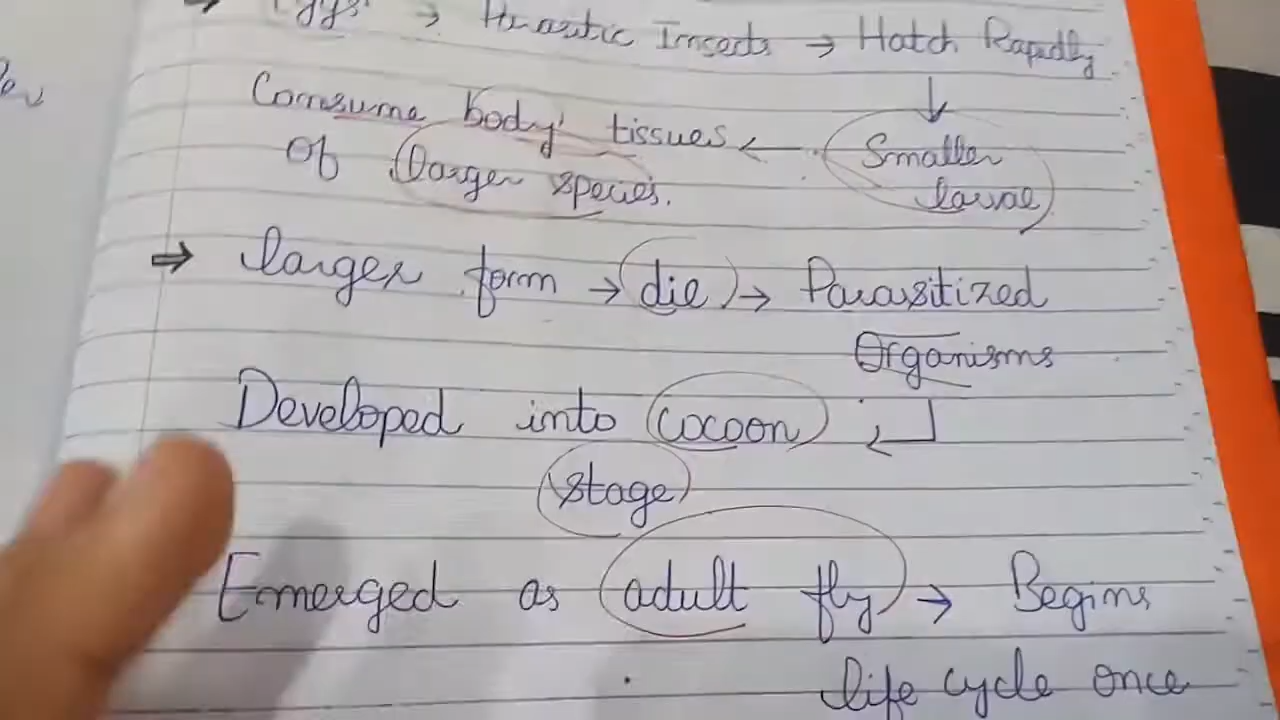 ⇒ Eggs → Parasitic Insects → Hatch Rapidly
↓
Consume body tissues ← Smaller
of larger species. larvae
⇒ larger form → die → Parasitized
Organisms
Developed into cocoon
stage
Emerged as adult fly → Begins
life cycle once